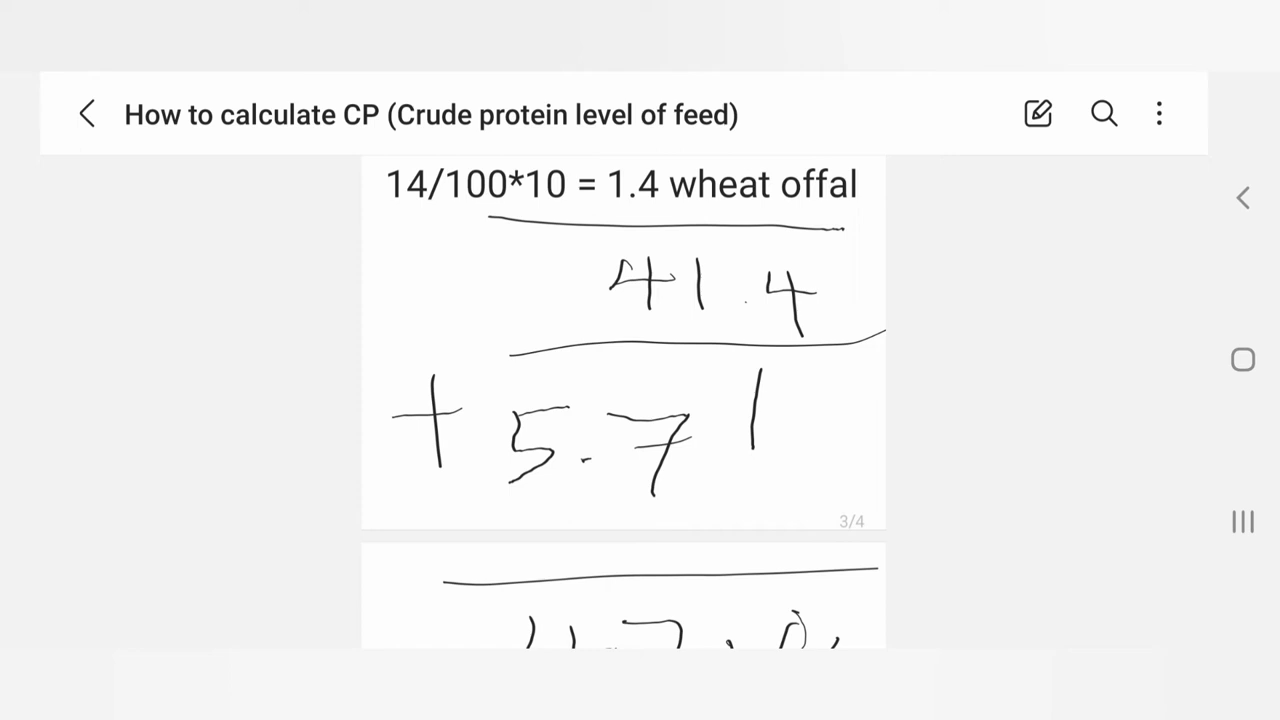 How to calculate CP (Crude protein level of feed)
14/100*10 = 1.4 wheat offal
41.4
+ 5.71
3/4